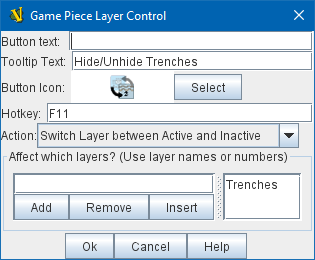 Game Piece Layer Control
Button text:
Tooltip Text: Hide/Unhide Trenches
Button Icon: 2 Select
Hotkey: F11
Action: Switch Layer between Active and Inactive
Affect which layers? (Use layer names or numbers)
Trenches
Add Remove Insert
Ok Cancel Help